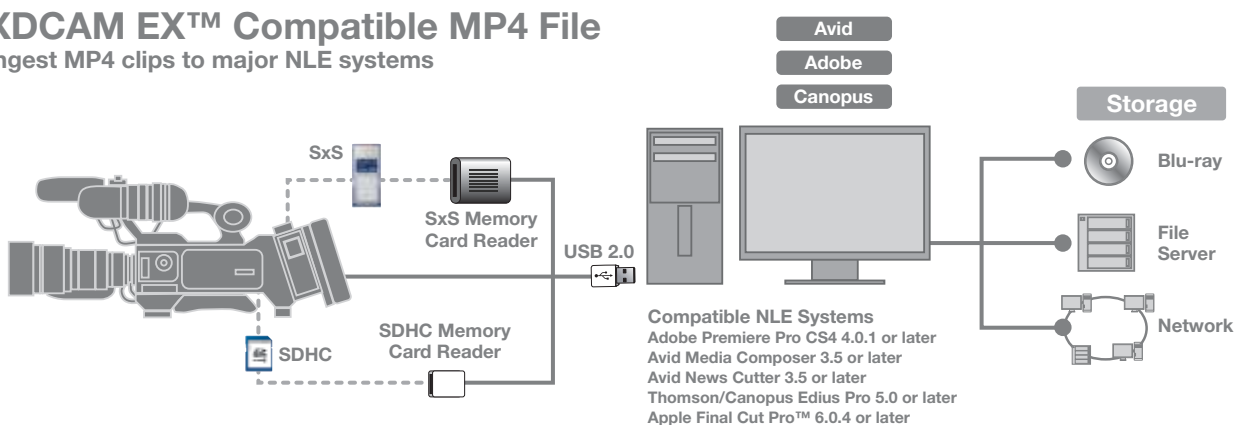 XDCAM EX™ Compatible MP4 File
ngest MP4 clips to major NLE systems
Avid
Adobe
Canopus
Storage
SxS
SxS Memory
Card Reader
USB 2.0
Blu-ray
File
Server
Network
SDHC
SDHC Memory
Card Reader
Compatible NLE Systems
Adobe Premiere Pro CS4 4.0.1 or later
Avid Media Composer 3.5 or later
Avid News Cutter 3.5 or later
Thomson/Canopus Edius Pro 5.0 or later
Apple Final Cut Pro™ 6.0.4 or later